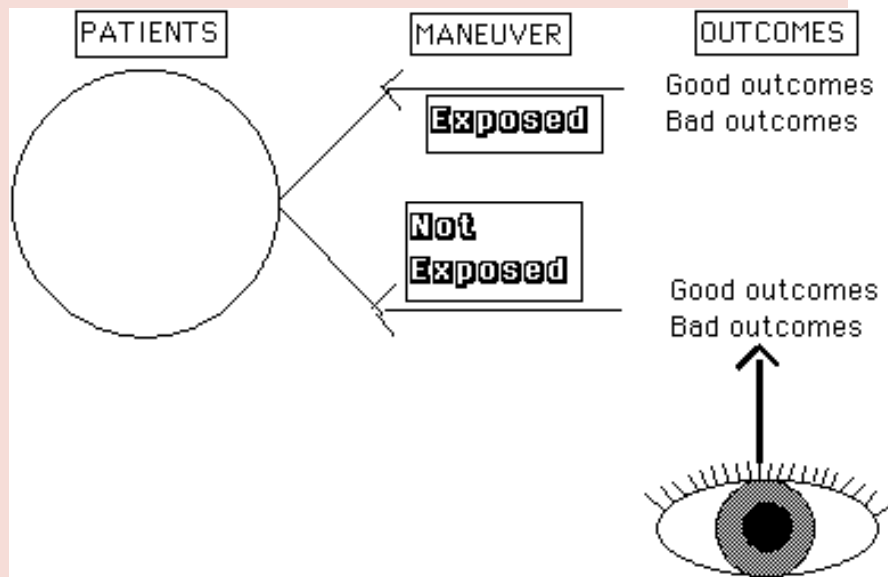 PATIENTS
MANEUVER
OUTCOMES
Good outcomes
Bad outcomes
Exposed
Not
Exposed
Good outcomes
Bad outcomes